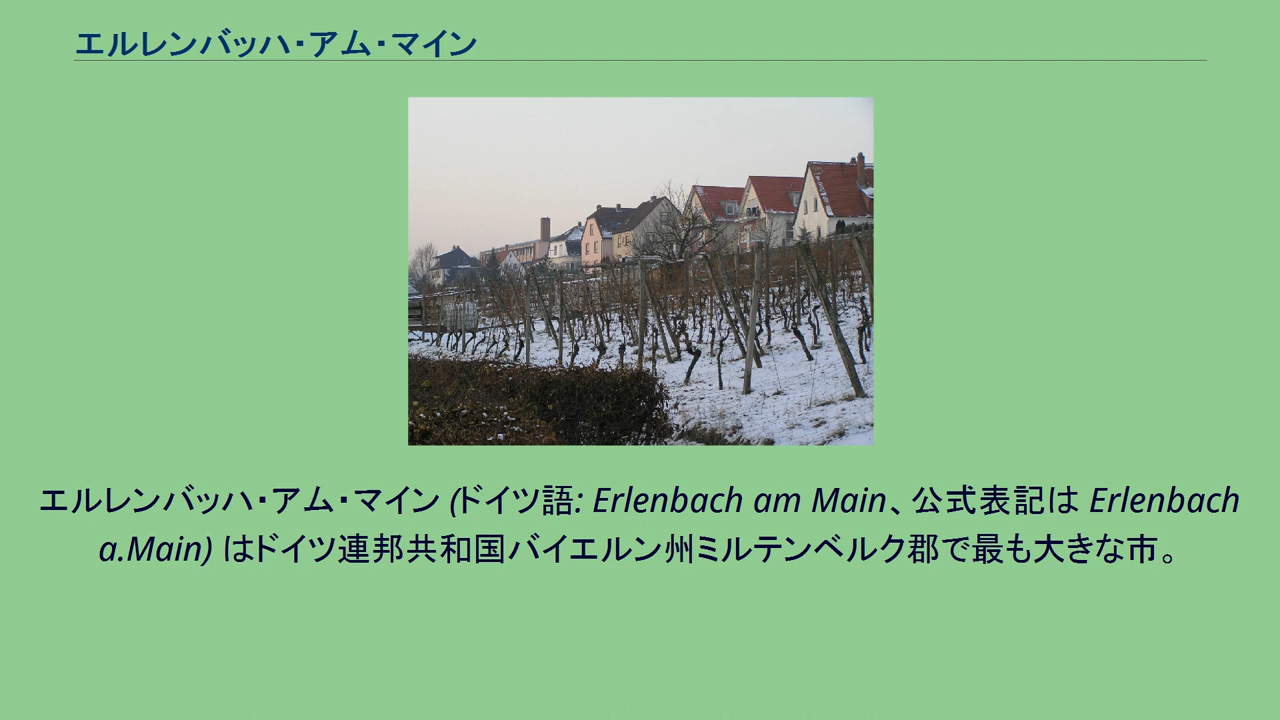 エルレンバッハ・アム・マイン
エルレンバッハ・アム・マイン (ドイツ語: Erlenbach am Main、公式表記は Erlenbach
a.Main) はドイツ連邦共和国バイエルン州ミルテンベルク郡で最も大きな市。